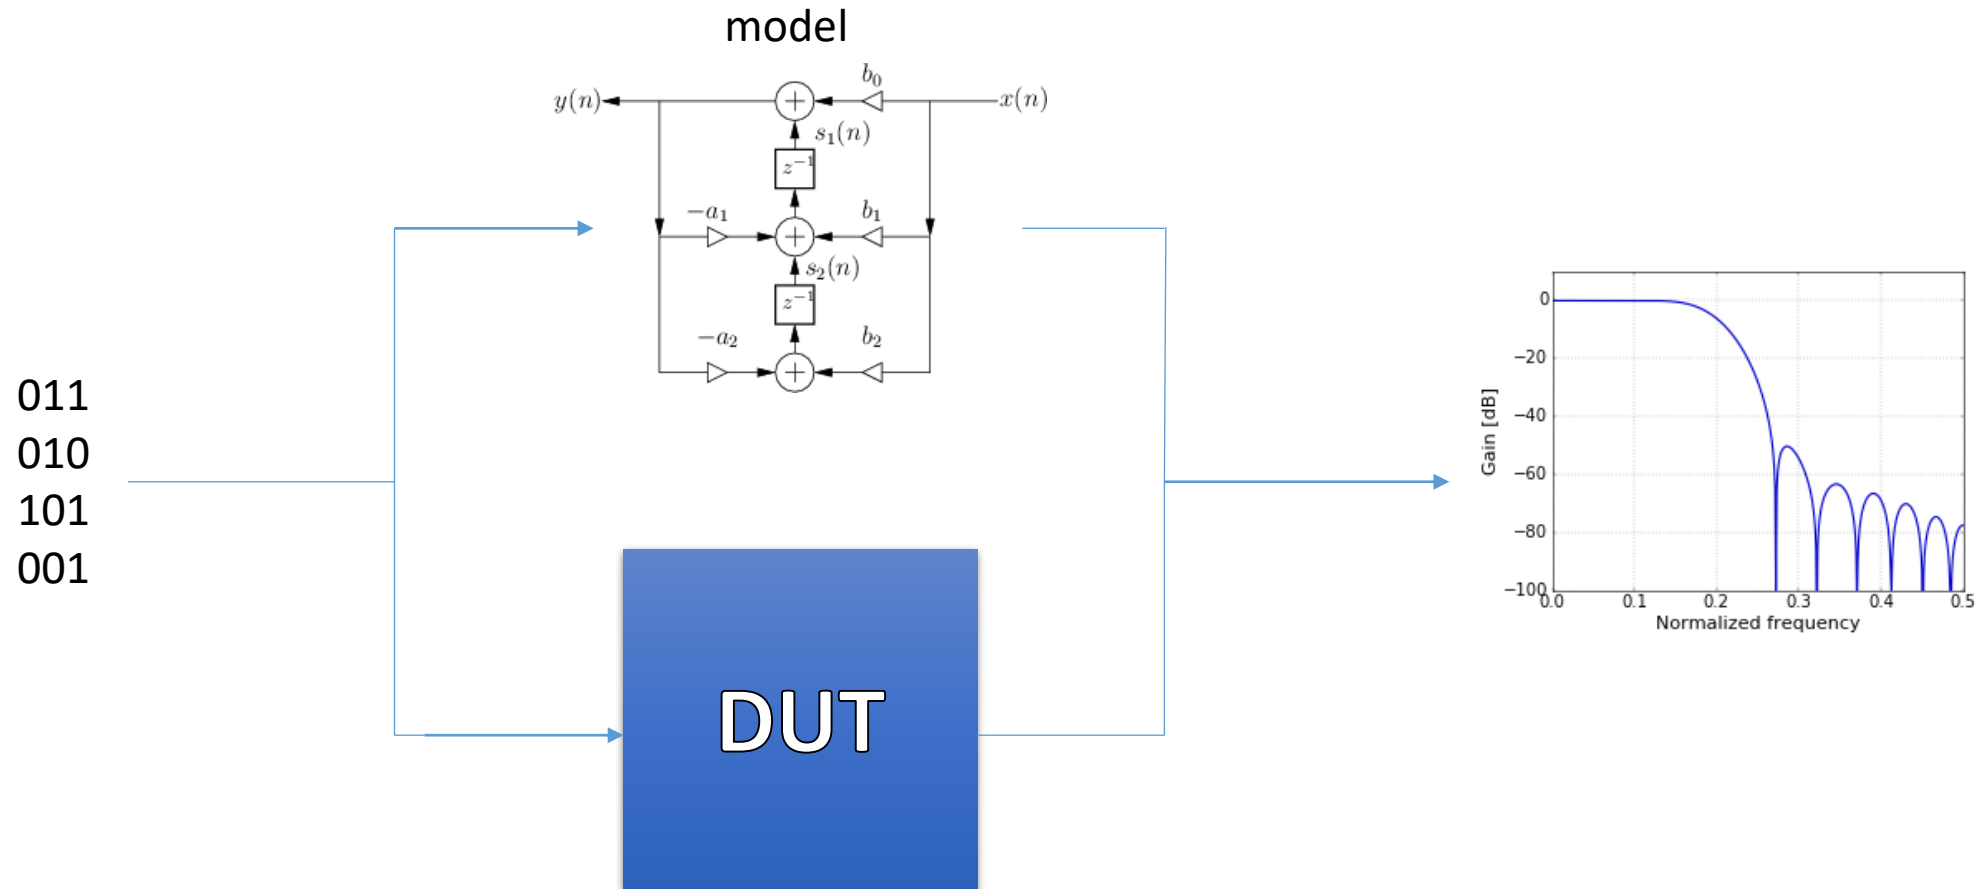 model
y(n)
b₀
x(n)
s₁(n)
z⁻¹
−a₁
b₁
s₂(n)
z⁻¹
−a₂
b₂
011
010
101
001
DUT
0
−20
−40
−60
−80
−100
Gain [dB]
0.0 0.1 0.2 0.3 0.4 0.5
Normalized frequency